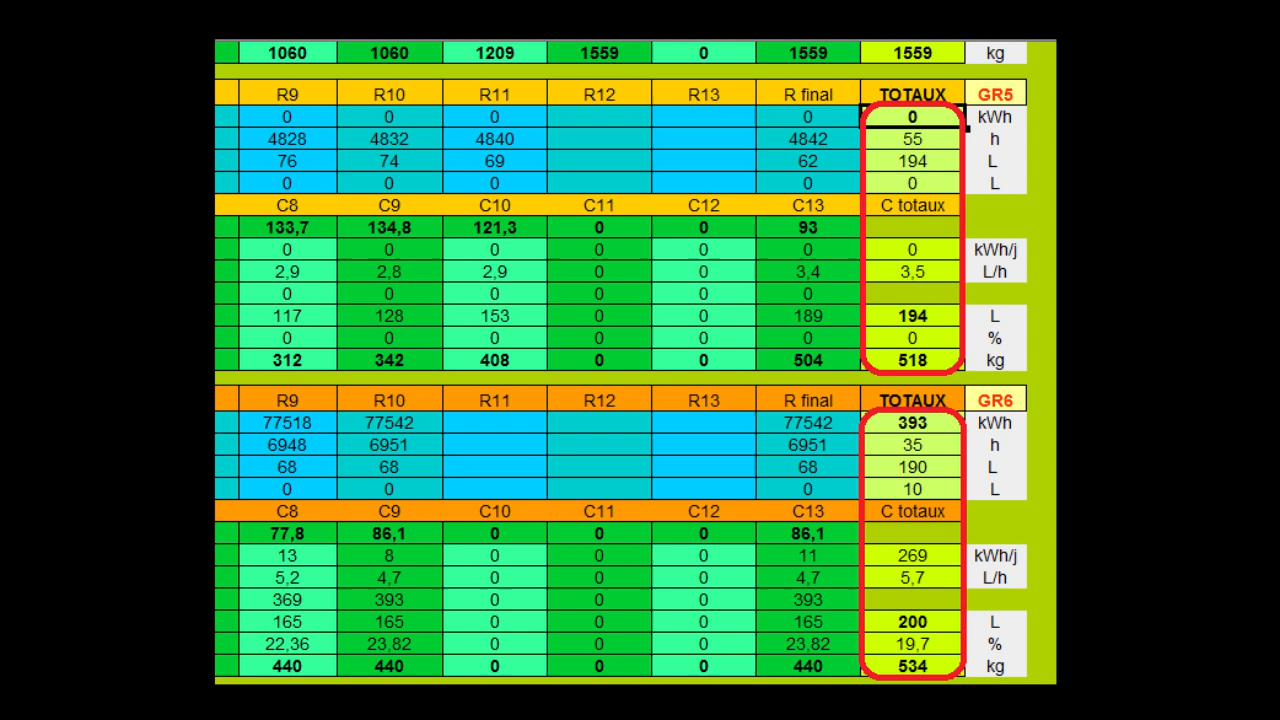 1060 1060 1209 1559 0 1559 1559 kg
R9 R10 R11 R12 R13 R final TOTAUX GR5
0 0 0 0 0 kWh
4828 4832 4840 4842 55 h
76 74 69 62 194 L
0 0 0 0 0 L
C8 C9 C10 C11 C12 C13 C totaux
133,7 134,8 121,3 0 0 93
0 0 0 0 0 0 0 kWh/j
2,9 2,8 2,9 0 0 3,4 3,5 L/h
0 0 0 0 0 0
117 128 153 0 0 189 194 L
0 0 0 0 0 0 0 %
312 342 408 0 0 504 518 kg
R9 R10 R11 R12 R13 R final TOTAUX GR6
77518 77542 77542 393 kWh
6948 6951 6951 35 h
68 68 68 190 L
0 0 0 10 L
C8 C9 C10 C11 C12 C13 C totaux
77,8 86,1 0 0 0 86,1
13 8 0 0 0 11 269 kWh/j
5,2 4,7 0 0 0 4,7 5,7 L/h
369 393 0 0 0 393
165 165 0 0 0 165 200 L
22,36 23,82 0 0 0 23,82 19,7 %
440 440 0 0 0 440 534 kg